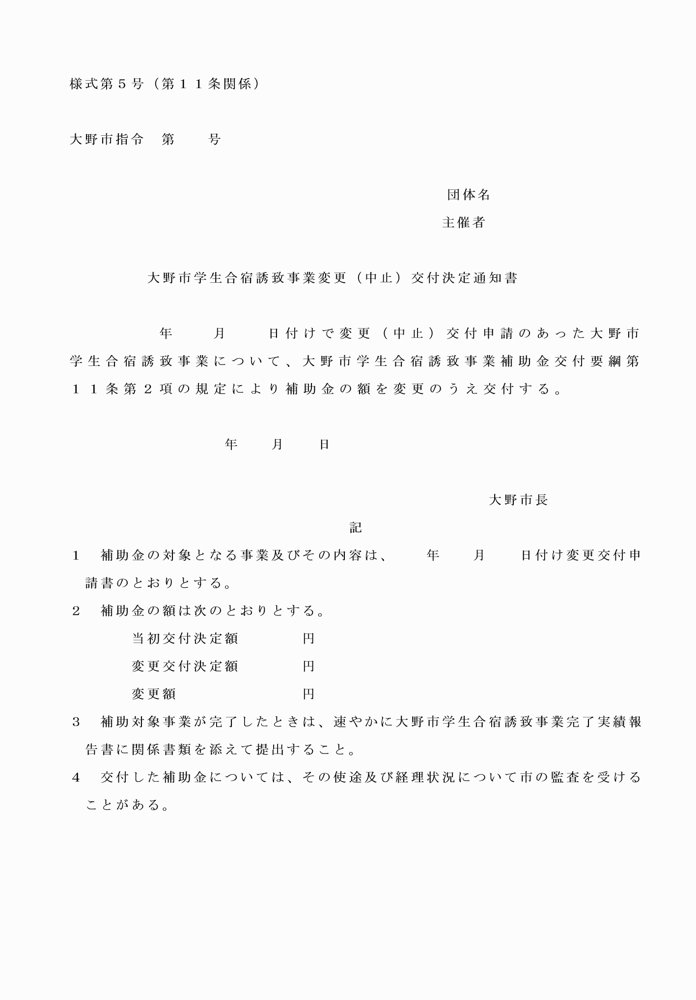 様式第５号（第１１条関係）
大野市指令　第　　号
団体名
主催者
大野市学生合宿誘致事業変更（中止）交付決定通知書
年　　月　　日付けで変更（中止）交付申請のあった大野市
学生合宿誘致事業について、大野市学生合宿誘致事業補助金交付要綱第
１１条第２項の規定により補助金の額を変更のうえ交付する。
年　　月　　日
大野市長
記
１　補助金の対象となる事業及びその内容は、　　年　　月　　日付け変更交付申
請書のとおりとする。
２　補助金の額は次のとおりとする。
当初交付決定額　　　　円
変更交付決定額　　　　円
変更額　　　　　　　　円
３　補助対象事業が完了したときは、速やかに大野市学生合宿誘致事業完了実績報
告書に関係書類を添えて提出すること。
４　交付した補助金については、その使途及び経理状況について市の監査を受ける
ことがある。